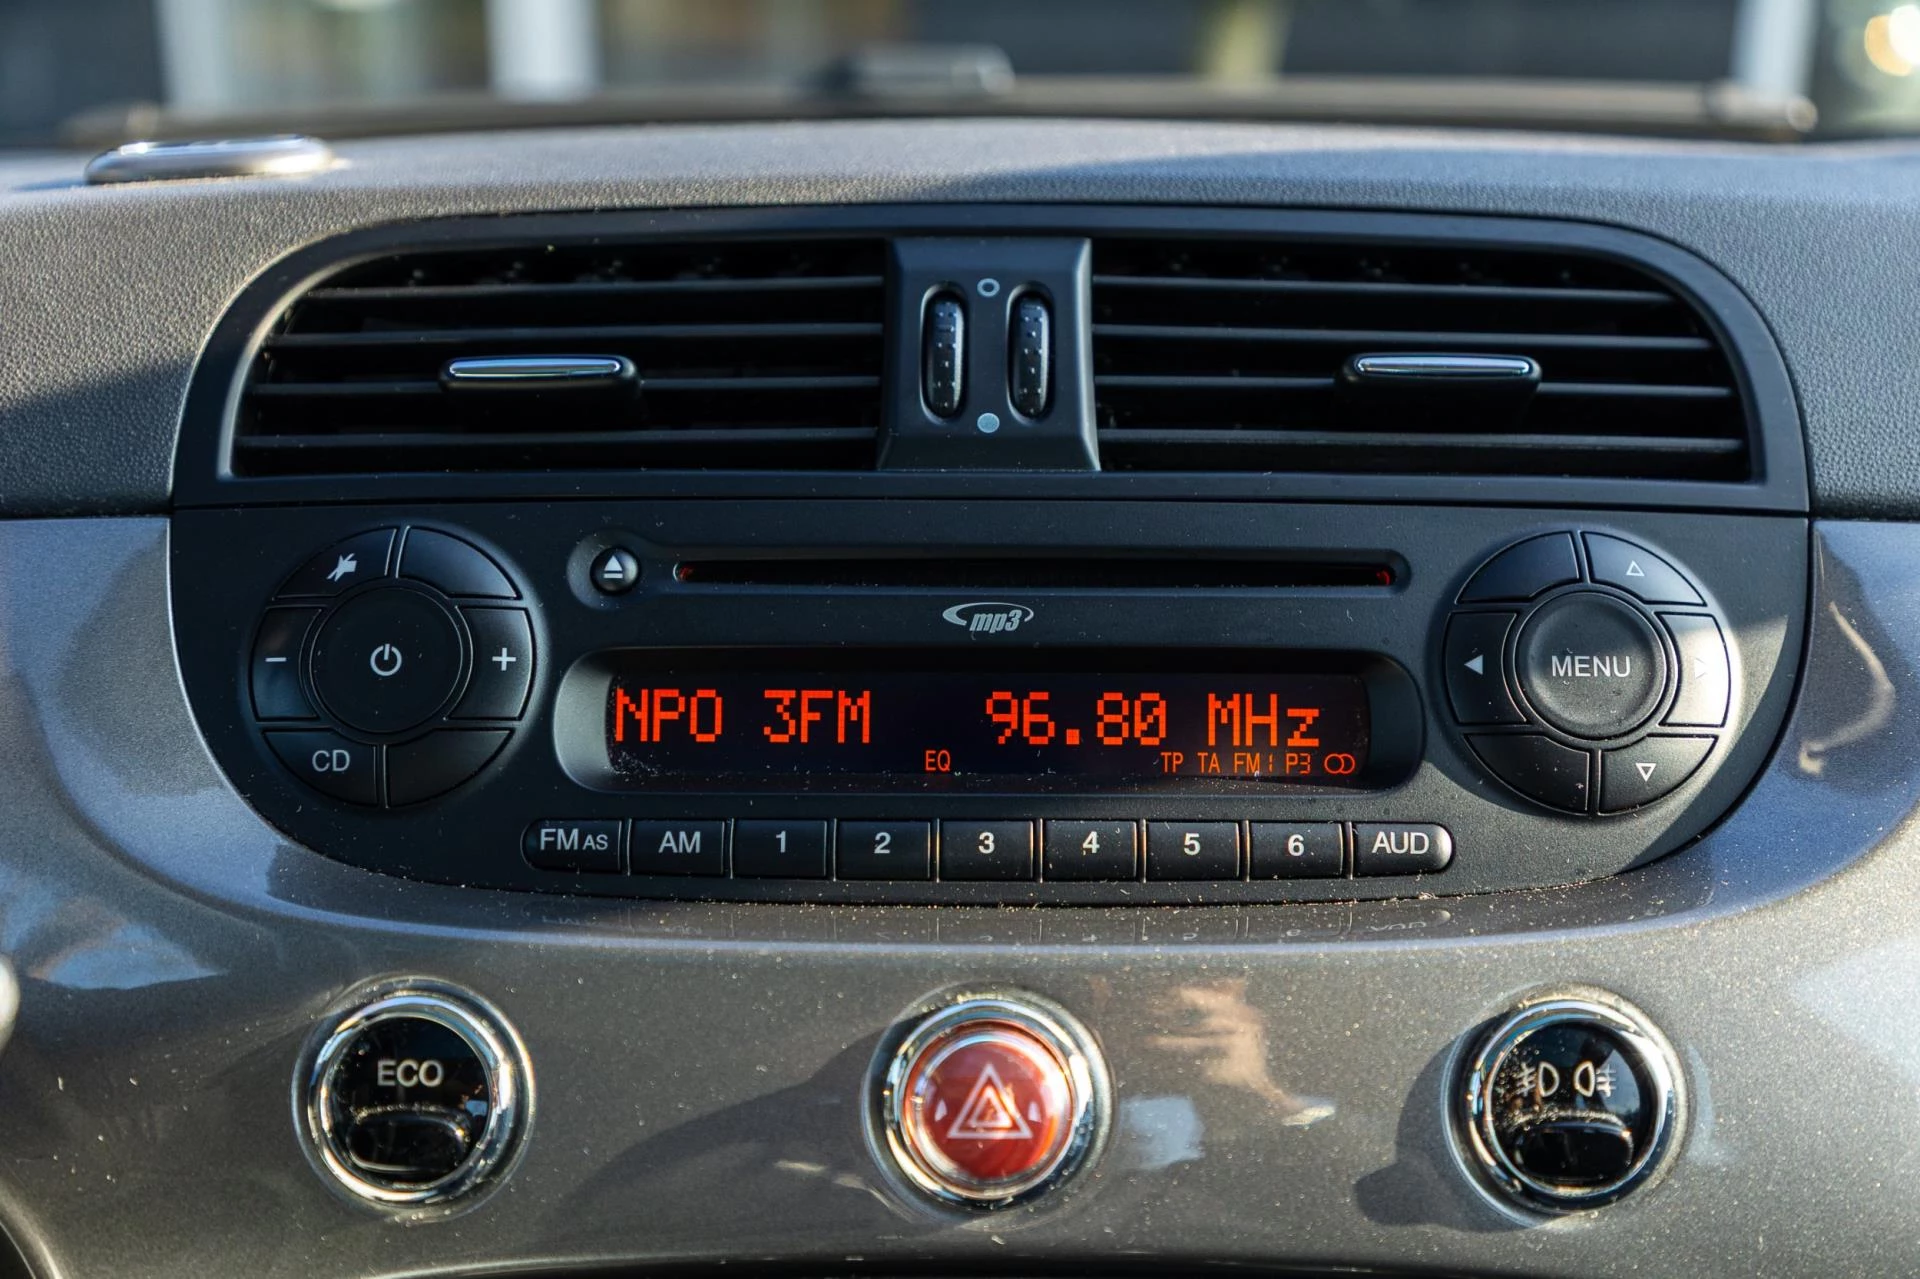 mp3
MENU
CD
NPO 3FM 96.80 MHz
EQ TP TA FM1 P3
FM AS AM 1 2 3 4 5 6 AUD
ECO